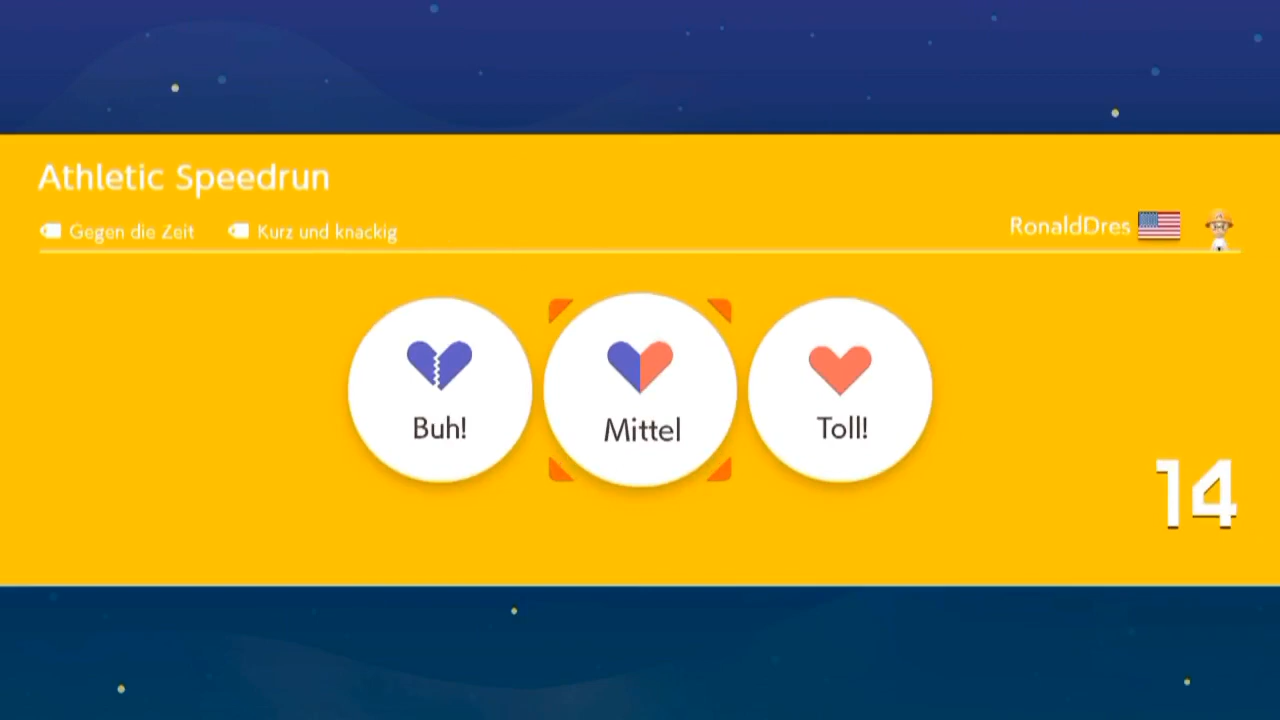 Athletic Speedrun
Gegen die Zeit Kurz und knackig
RonaldDres
Buh! Mittel Toll!
14